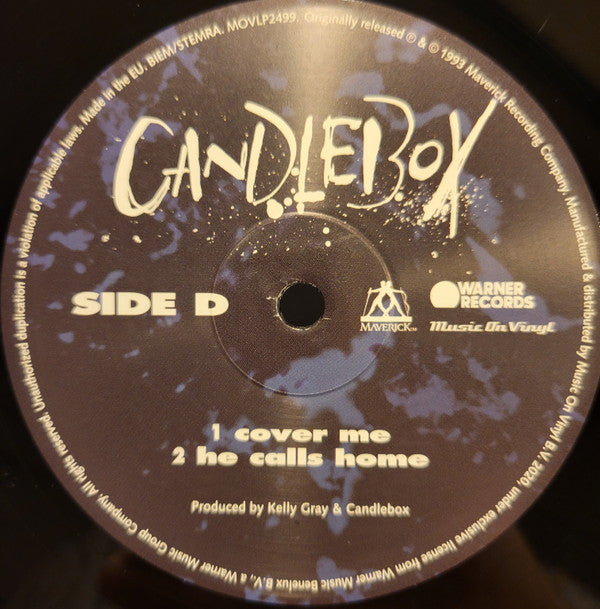 CANDLEBOX
SIDE D
MAVERICK™
WARNER
RECORDS
Music On Vinyl
1 cover me
2 he calls home
Produced by Kelly Gray & Candlebox
Made in the EU. BIEM/STEMRA. MOVLP2499. Originally released ℗ & © 1993 Maverick Recording Company. Manufactured & distributed by Music On Vinyl B.V. 2020, under exclusive license from Warner Music Benelux B.V., a Warner Music Group Company. All rights reserved. Unauthorized duplication is a violation of applicable laws.